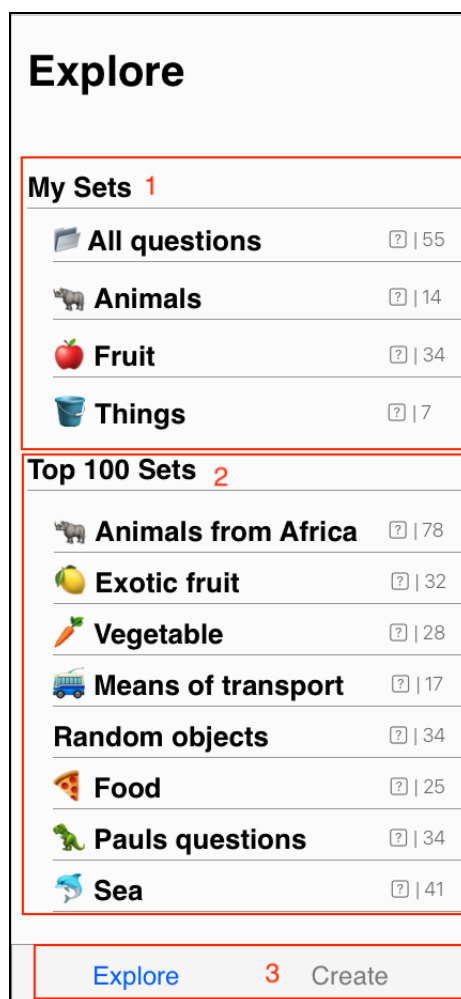 Explore
My Sets 1
All questions ? | 55
Animals ? | 14
Fruit ? | 34
Things ? | 7
Top 100 Sets 2
Animals from Africa ? | 78
Exotic fruit ? | 32
Vegetable ? | 28
Means of transport ? | 17
Random objects ? | 34
Food ? | 25
Pauls questions ? | 34
Sea ? | 41
Explore 3 Create